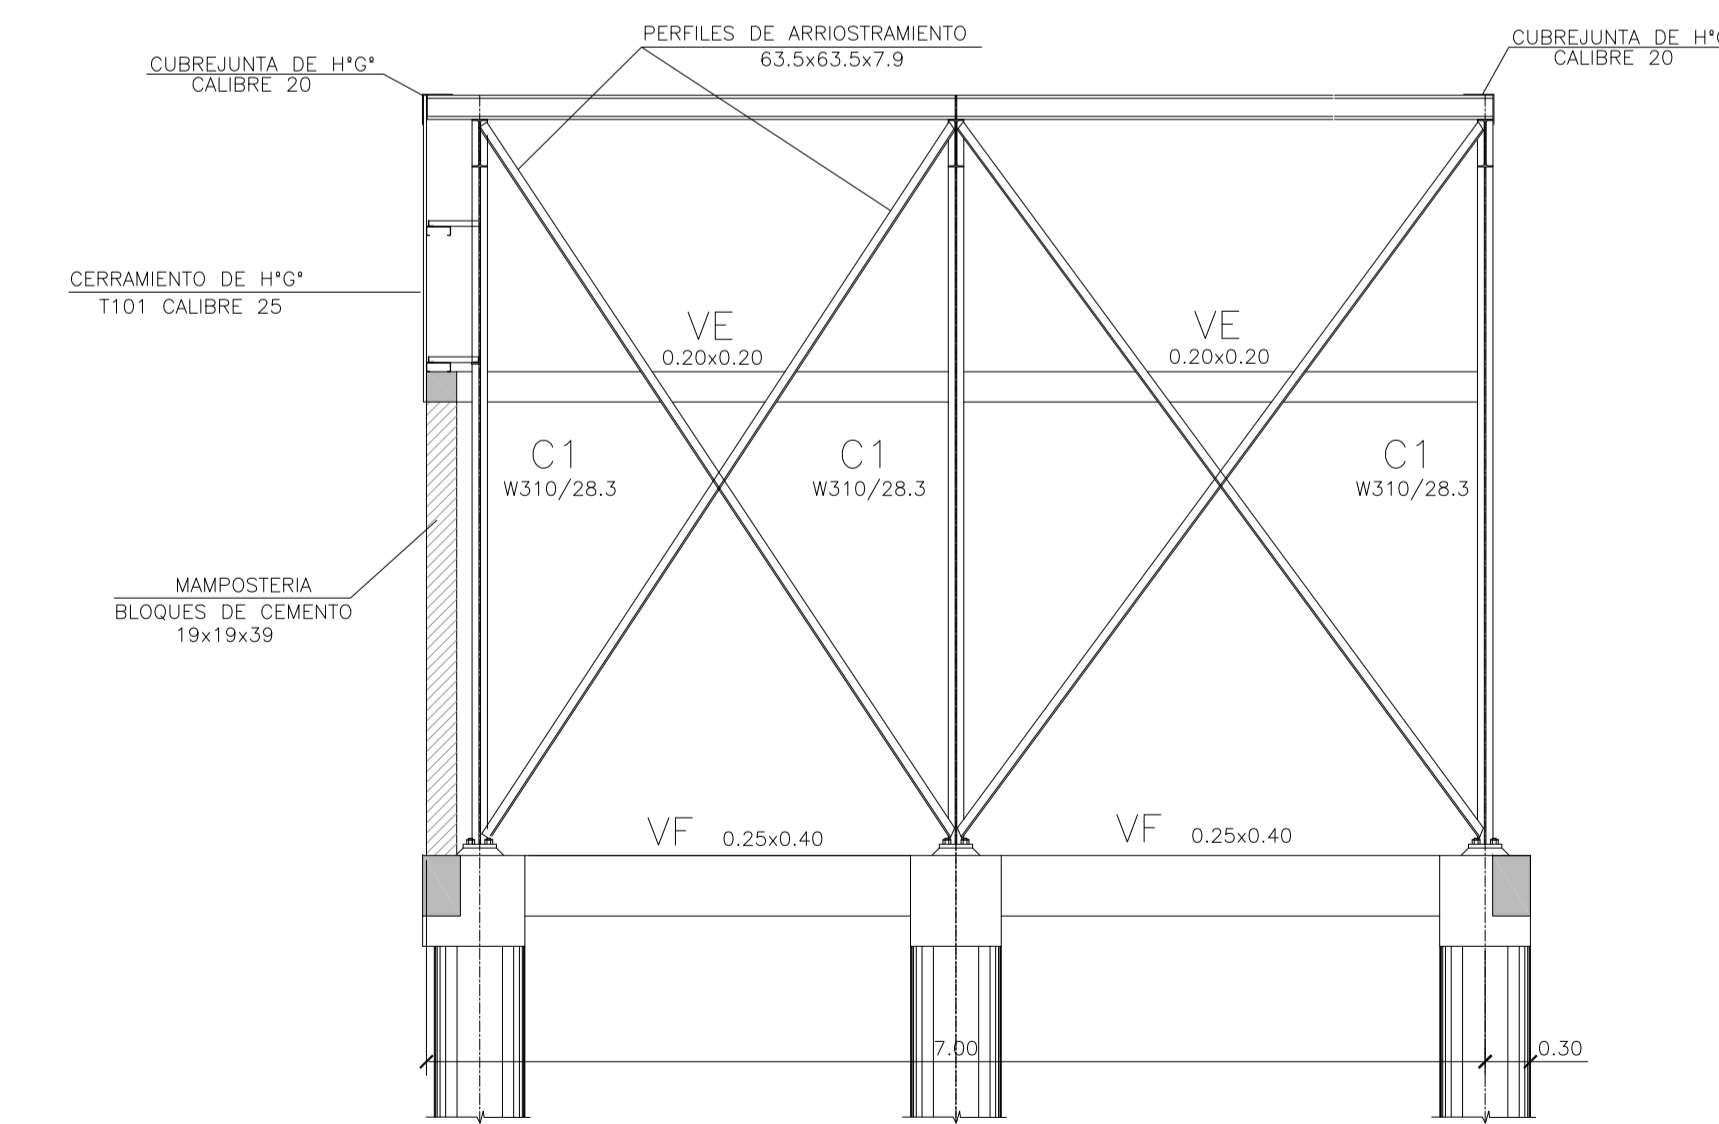 PERFILES DE ARRIOSTRAMIENTO
63.5x63.5x7.9
CUBREJUNTA DE H°G°
CALIBRE 20
CUBREJUNTA DE H°G
CALIBRE 20
CERRAMIENTO DE H°G°
T101 CALIBRE 25
VE
0.20x0.20
VE
0.20x0.20
C1
W310/28.3
C1
W310/28.3
C1
W310/28.3
MAMPOSTERIA
BLOQUES DE CEMENTO
19x19x39
VF 0.25x0.40
VF 0.25x0.40
7.00
0.30